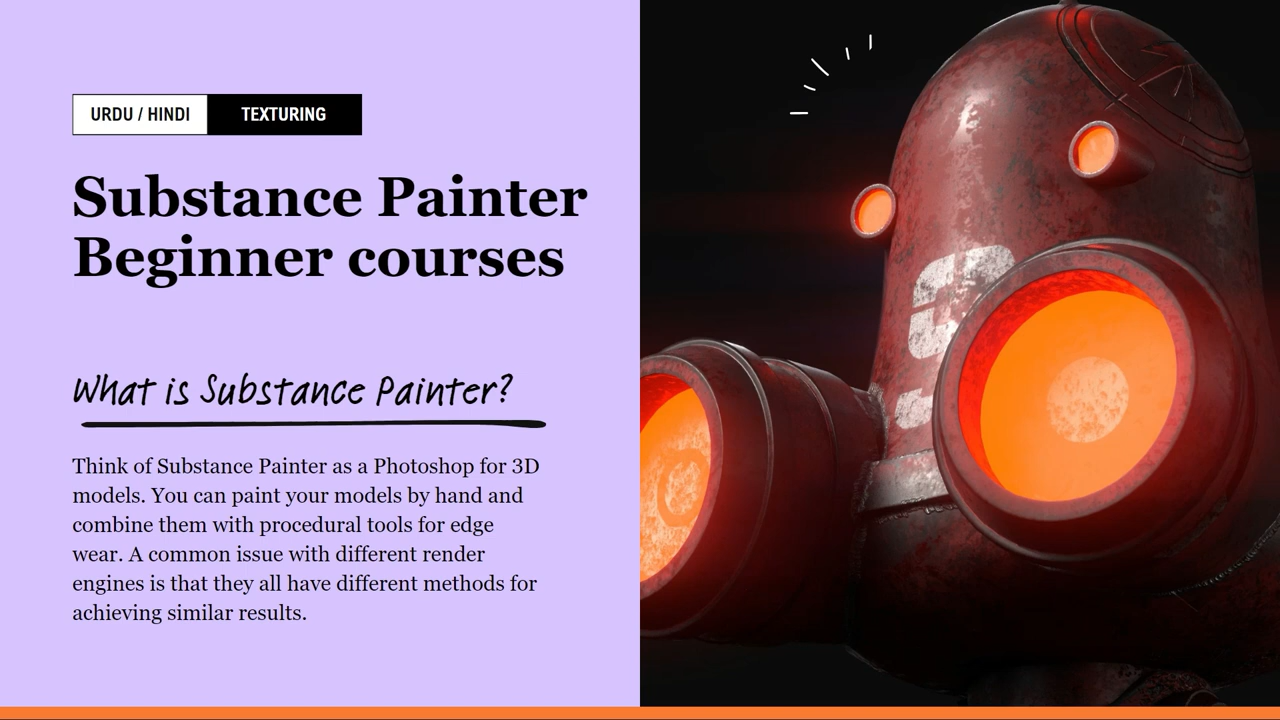 URDU / HINDI
TEXTURING
Substance Painter
Beginner courses
What is Substance Painter?
Think of Substance Painter as a Photoshop for 3D
models. You can paint your models by hand and
combine them with procedural tools for edge
wear. A common issue with different render
engines is that they all have different methods for
achieving similar results.